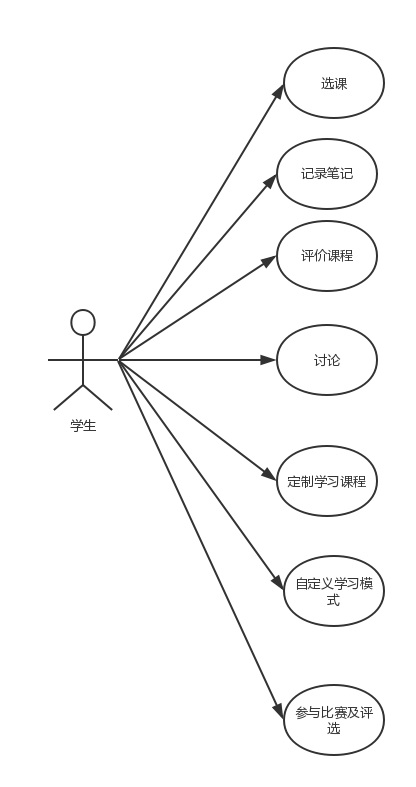 选课
记录笔记
评价课程
讨论
学生
定制学习课程
自定义学习模
式
参与比赛及评
选